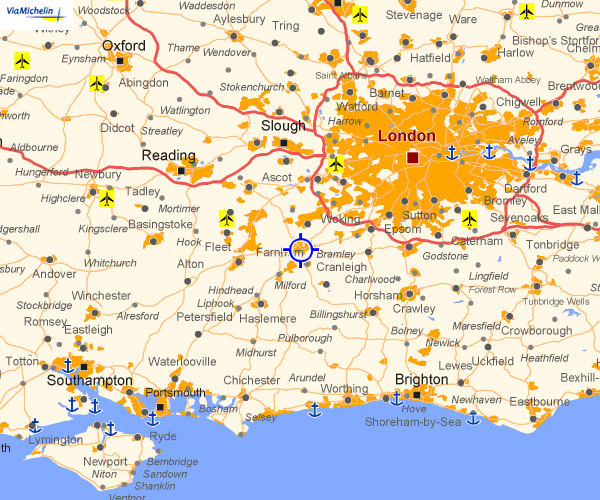 ViaMichelin
Woodstock
Aylesbury
Tring
Stevenage
Ware
Dunmow
Witney
Oxford
Thame
Wendover
Hatfield
Bishop's Stortford
Harlow
Eynsham
Faringdon
Abingdon
Stokenchurch
Saint Albans
Waltham Abbey
Brentwood
Watford
Barnet
Chigwell
Watlington
Didcot
Streatley
Slough
Harrow
London
Romford
Aveley
Grays
Aldbourne
Reading
Hungerford
Newbury
Ascot
Dartford
Highclere
Tadley
Mortimer
Bromley
Sutton
Sevenoaks
Woking
Epsom
East Mall
Kingsclere
Basingstoke
Hook
Fleet
Farnham
Bramley
Caterham
Tonbridge
Godstone
Whitchurch
Andover
Alton
Cranleigh
Lingfield
Paddock W
Milford
Charlwood
Forest Row
Tunbridge Wells
Winchester
Hindhead
Liphook
Horsham
Crawley
Stockbridge
Alresford
Petersfield
Haslemere
Billingshurst
Romsey
Eastleigh
Bolney
Maresfield
Crowborough
Pulborough
Newick
Midhurst
Uckfield
Heathfield
Totton
Waterlooville
Lewes
Southampton
Chichester
Arundel
Worthing
Brighton
Bexhill-
Portsmouth
Bosham
Selsey
Hove
Newhaven
Eastbourne
Shoreham-by-Sea
Lymington
Ryde
Newport
Bembridge
Niton
Sandown
Shanklin
Ventnor